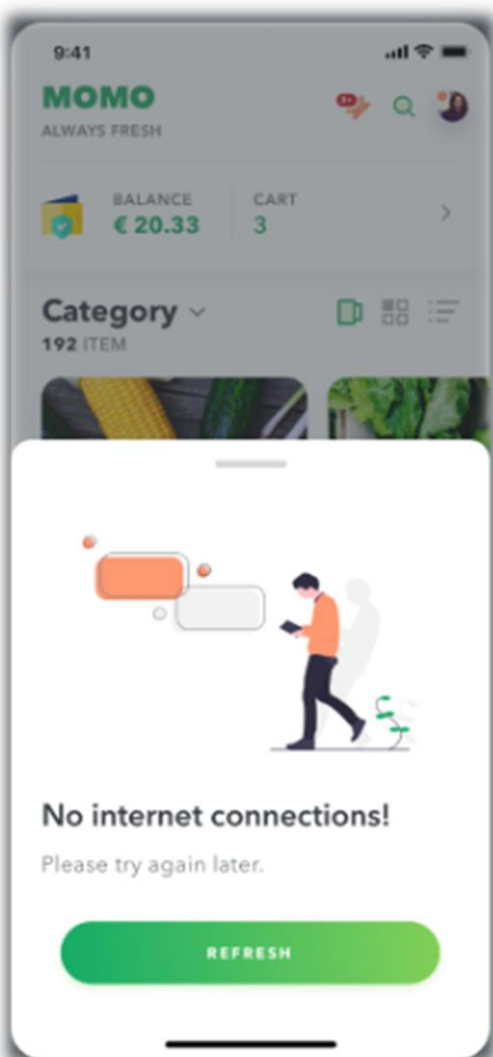 9:41
MOMO
ALWAYS FRESH
BALANCE
€ 20.33
CART
3
Category
192 ITEM
No internet connections!
Please try again later.
REFRESH